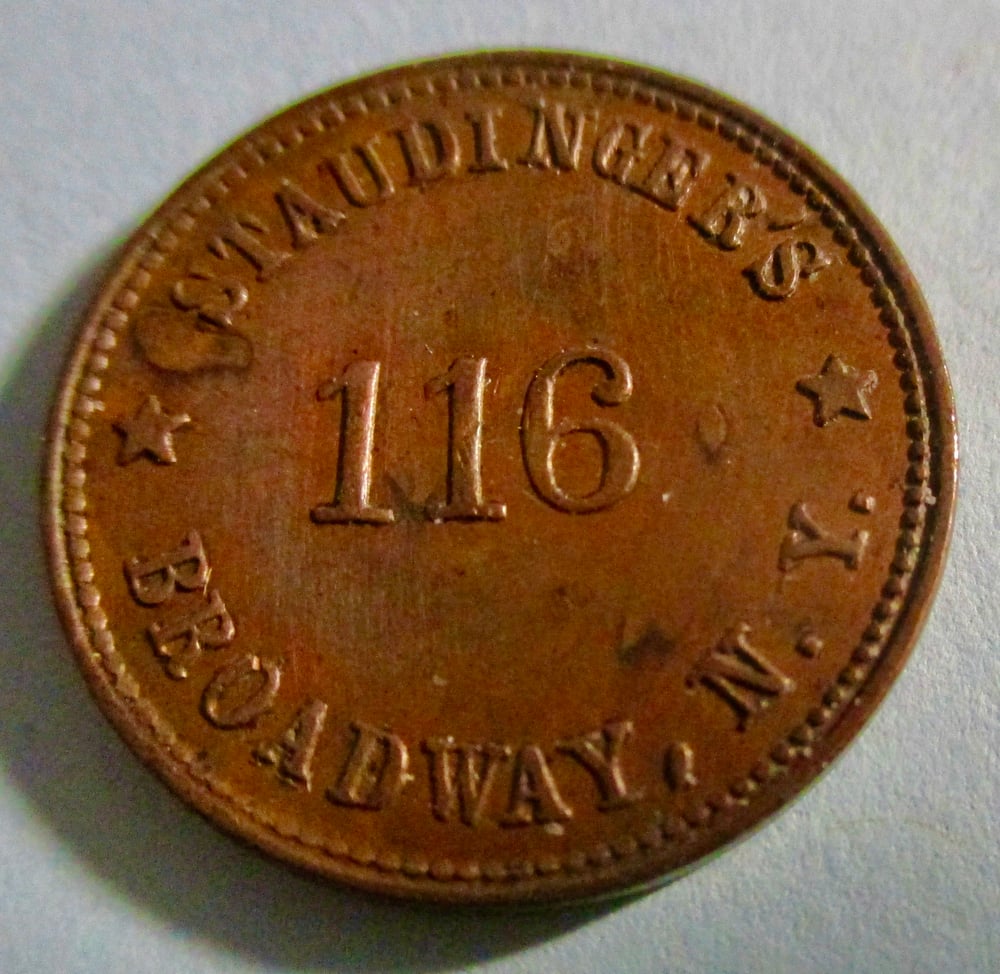 STAUDINGER'S
116
BROADWAY, N. Y.